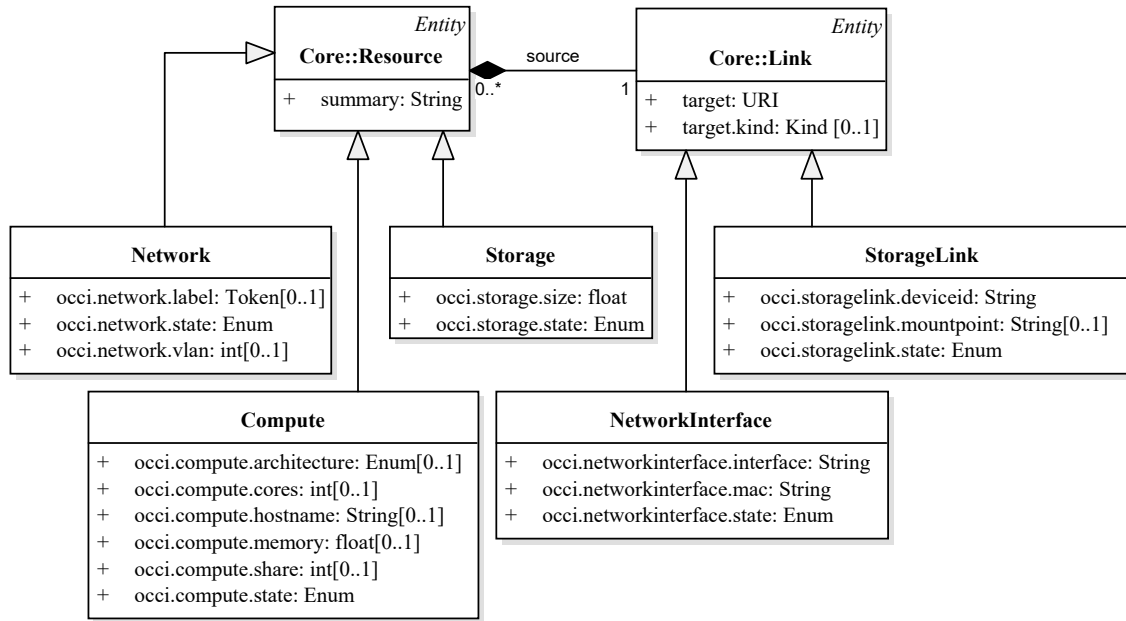 Entity
Core::Resource
+ summary: String
source
0..*
1
Entity
Core::Link
+ target: URI
+ target.kind: Kind [0..1]
Network
+ occi.network.label: Token[0..1]
+ occi.network.state: Enum
+ occi.network.vlan: int[0..1]
Storage
+ occi.storage.size: float
+ occi.storage.state: Enum
StorageLink
+ occi.storagelink.deviceid: String
+ occi.storagelink.mountpoint: String[0..1]
+ occi.storagelink.state: Enum
Compute
+ occi.compute.architecture: Enum[0..1]
+ occi.compute.cores: int[0..1]
+ occi.compute.hostname: String[0..1]
+ occi.compute.memory: float[0..1]
+ occi.compute.share: int[0..1]
+ occi.compute.state: Enum
NetworkInterface
+ occi.networkinterface.interface: String
+ occi.networkinterface.mac: String
+ occi.networkinterface.state: Enum